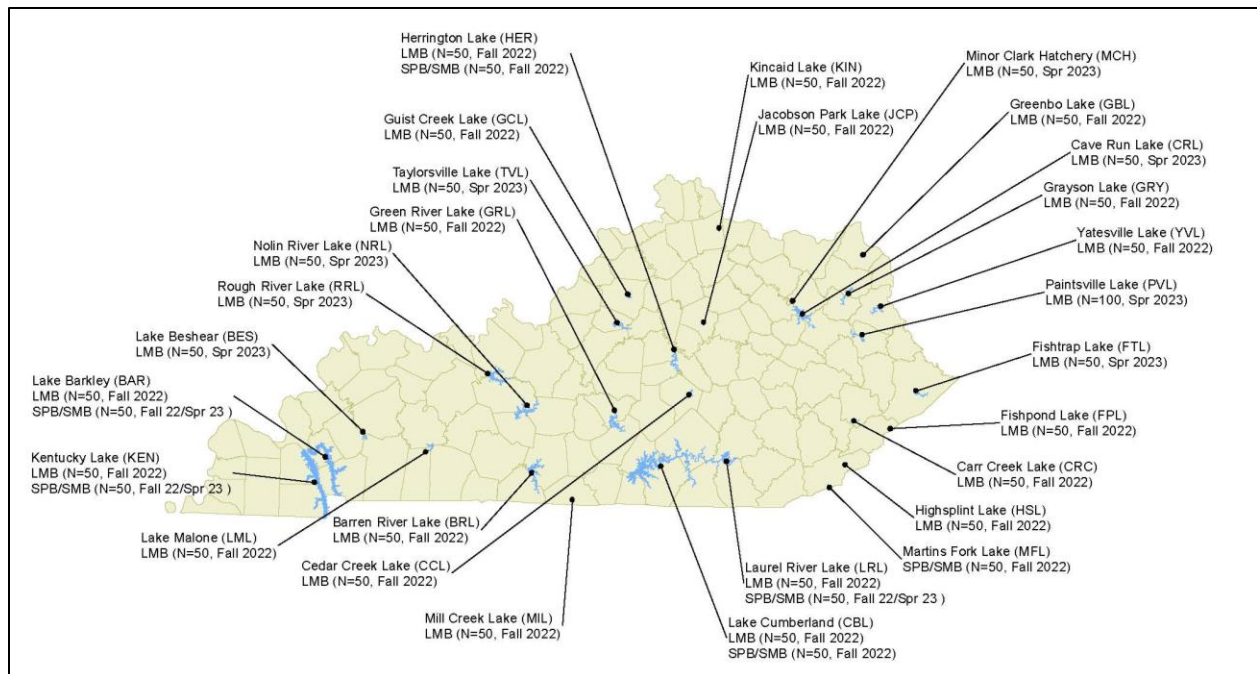 Herrington Lake (HER)
LMB (N=50, Fall 2022)
SPB/SMB (N=50, Fall 2022)
Kincaid Lake (KIN)
LMB (N=50, Fall 2022)
Minor Clark Hatchery (MCH)
LMB (N=50, Spr 2023)
Guist Creek Lake (GCL)
LMB (N=50, Fall 2022)
Jacobson Park Lake (JCP)
LMB (N=50, Fall 2022)
Greenbo Lake (GBL)
LMB (N=50, Fall 2022)
Taylorsville Lake (TVL)
LMB (N=50, Spr 2023)
Cave Run Lake (CRL)
LMB (N=50, Spr 2023)
Green River Lake (GRL)
LMB (N=50, Fall 2022)
Grayson Lake (GRY)
LMB (N=50, Fall 2022)
Nolin River Lake (NRL)
LMB (N=50, Spr 2023)
Yatesville Lake (YVL)
LMB (N=50, Fall 2022)
Rough River Lake (RRL)
LMB (N=50, Spr 2023)
Paintsville Lake (PVL)
LMB (N=100, Spr 2023)
Lake Beshear (BES)
LMB (N=50, Spr 2023)
Fishtrap Lake (FTL)
LMB (N=50, Spr 2023)
Lake Barkley (BAR)
LMB (N=50, Fall 2022)
SPB/SMB (N=50, Fall 22/Spr 23 )
Fishpond Lake (FPL)
LMB (N=50, Fall 2022)
Kentucky Lake (KEN)
LMB (N=50, Fall 2022)
SPB/SMB (N=50, Fall 22/Spr 23 )
Carr Creek Lake (CRC)
LMB (N=50, Fall 2022)
Highsplint Lake (HSL)
LMB (N=50, Fall 2022)
Lake Malone (LML)
LMB (N=50, Fall 2022)
Barren River Lake (BRL)
LMB (N=50, Fall 2022)
Martins Fork Lake (MFL)
SPB/SMB (N=50, Fall 2022)
Cedar Creek Lake (CCL)
LMB (N=50, Fall 2022)
Laurel River Lake (LRL)
LMB (N=50, Fall 2022)
SPB/SMB (N=50, Fall 22/Spr 23 )
Mill Creek Lake (MIL)
LMB (N=50, Fall 2022)
Lake Cumberland (CBL)
LMB (N=50, Fall 2022)
SPB/SMB (N=50, Fall 2022)